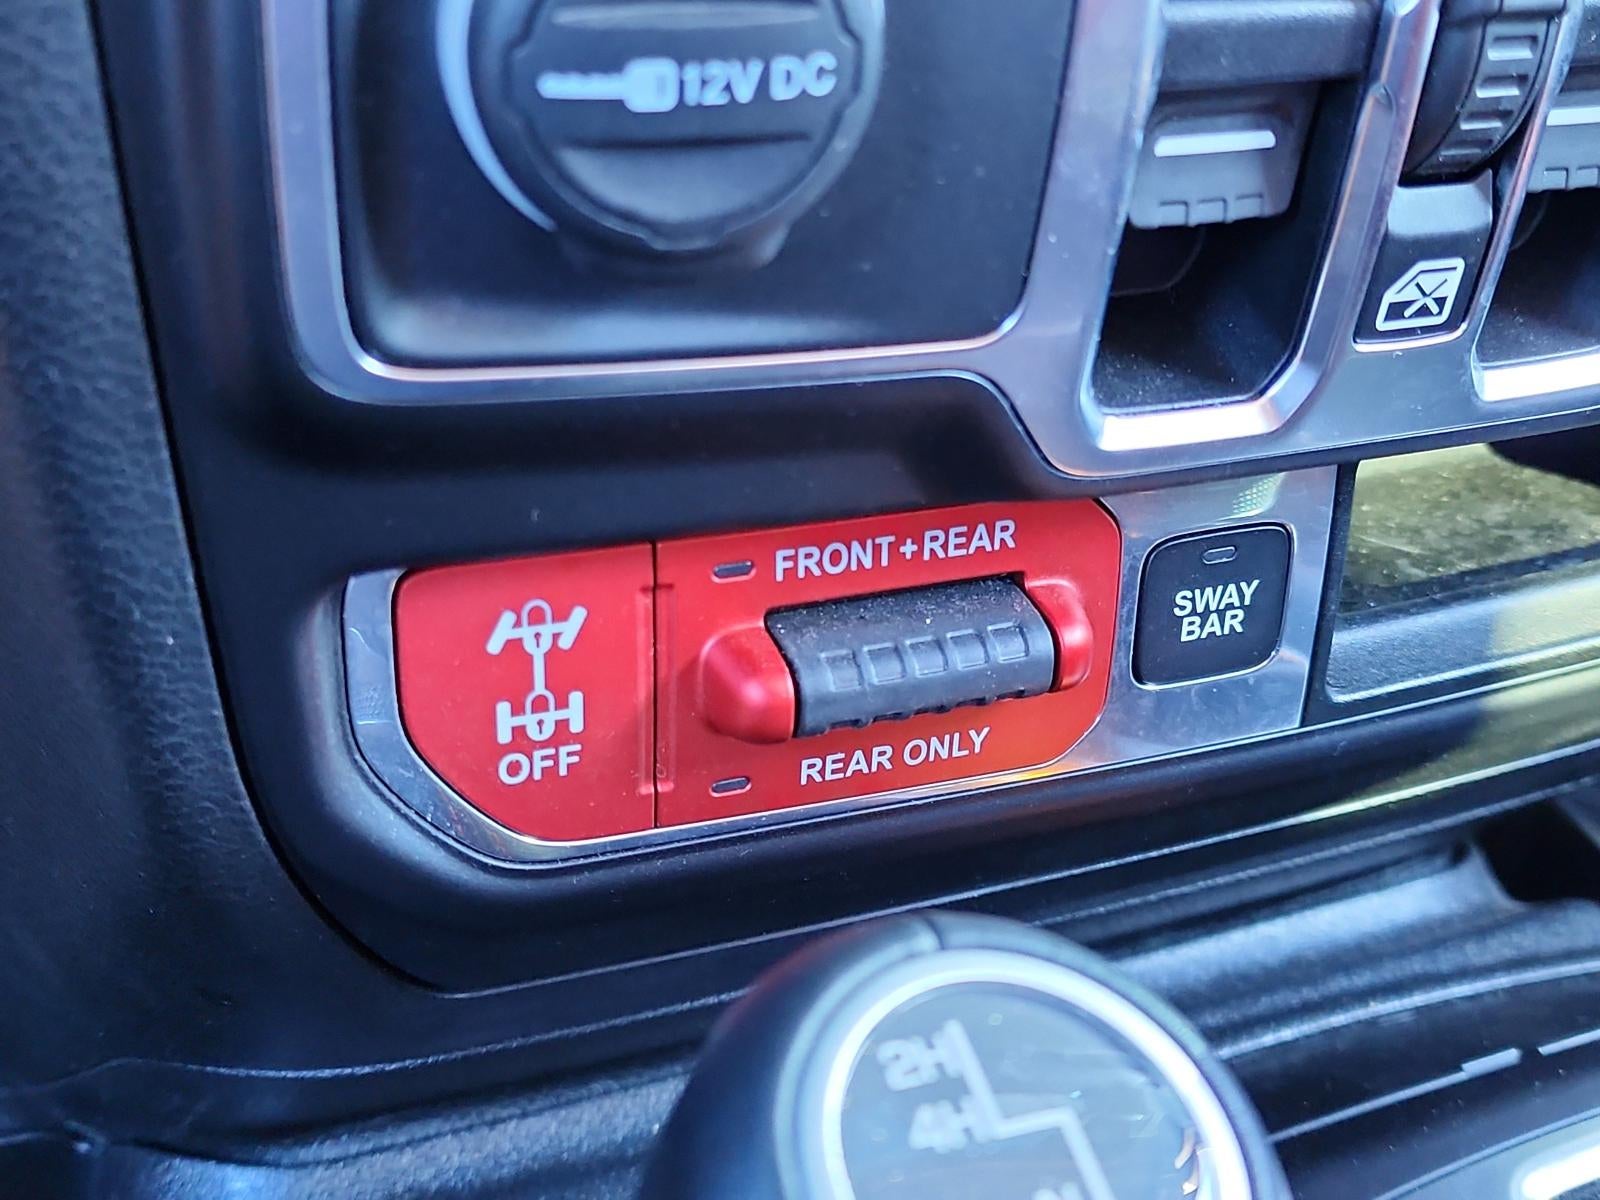 12V DC
FRONT+REAR
OFF
REAR ONLY
SWAY
BAR
2H
4H